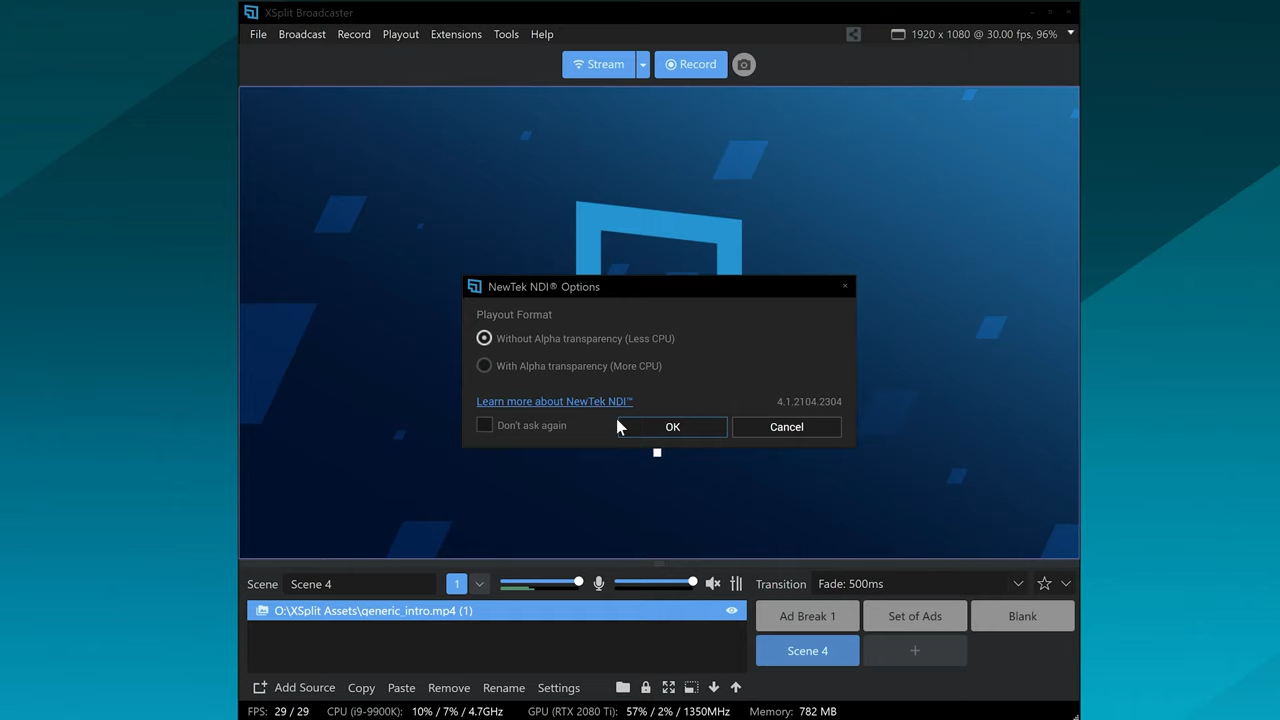 XSplit Broadcaster
File Broadcast Record Playout Extensions Tools Help 1920 x 1080 @ 30.00 fps, 96%
Stream Record
NewTek NDI® Options
Playout Format
Without Alpha transparency (Less CPU)
With Alpha transparency (More CPU)
Learn more about NewTek NDI™ 4.1.2104.2304
Don't ask again OK Cancel
Scene Scene 4 1 Transition Fade: 500ms
O:\XSplit Assets\generic_intro.mp4 (1) Ad Break 1 Set of Ads Blank
Scene 4 +
Add Source Copy Paste Remove Rename Settings
FPS: 29 / 29 CPU (i9-9900K): 10% / 7% / 4.7GHz GPU (RTX 2080 Ti): 57% / 2% / 1350MHz Memory: 782 MB